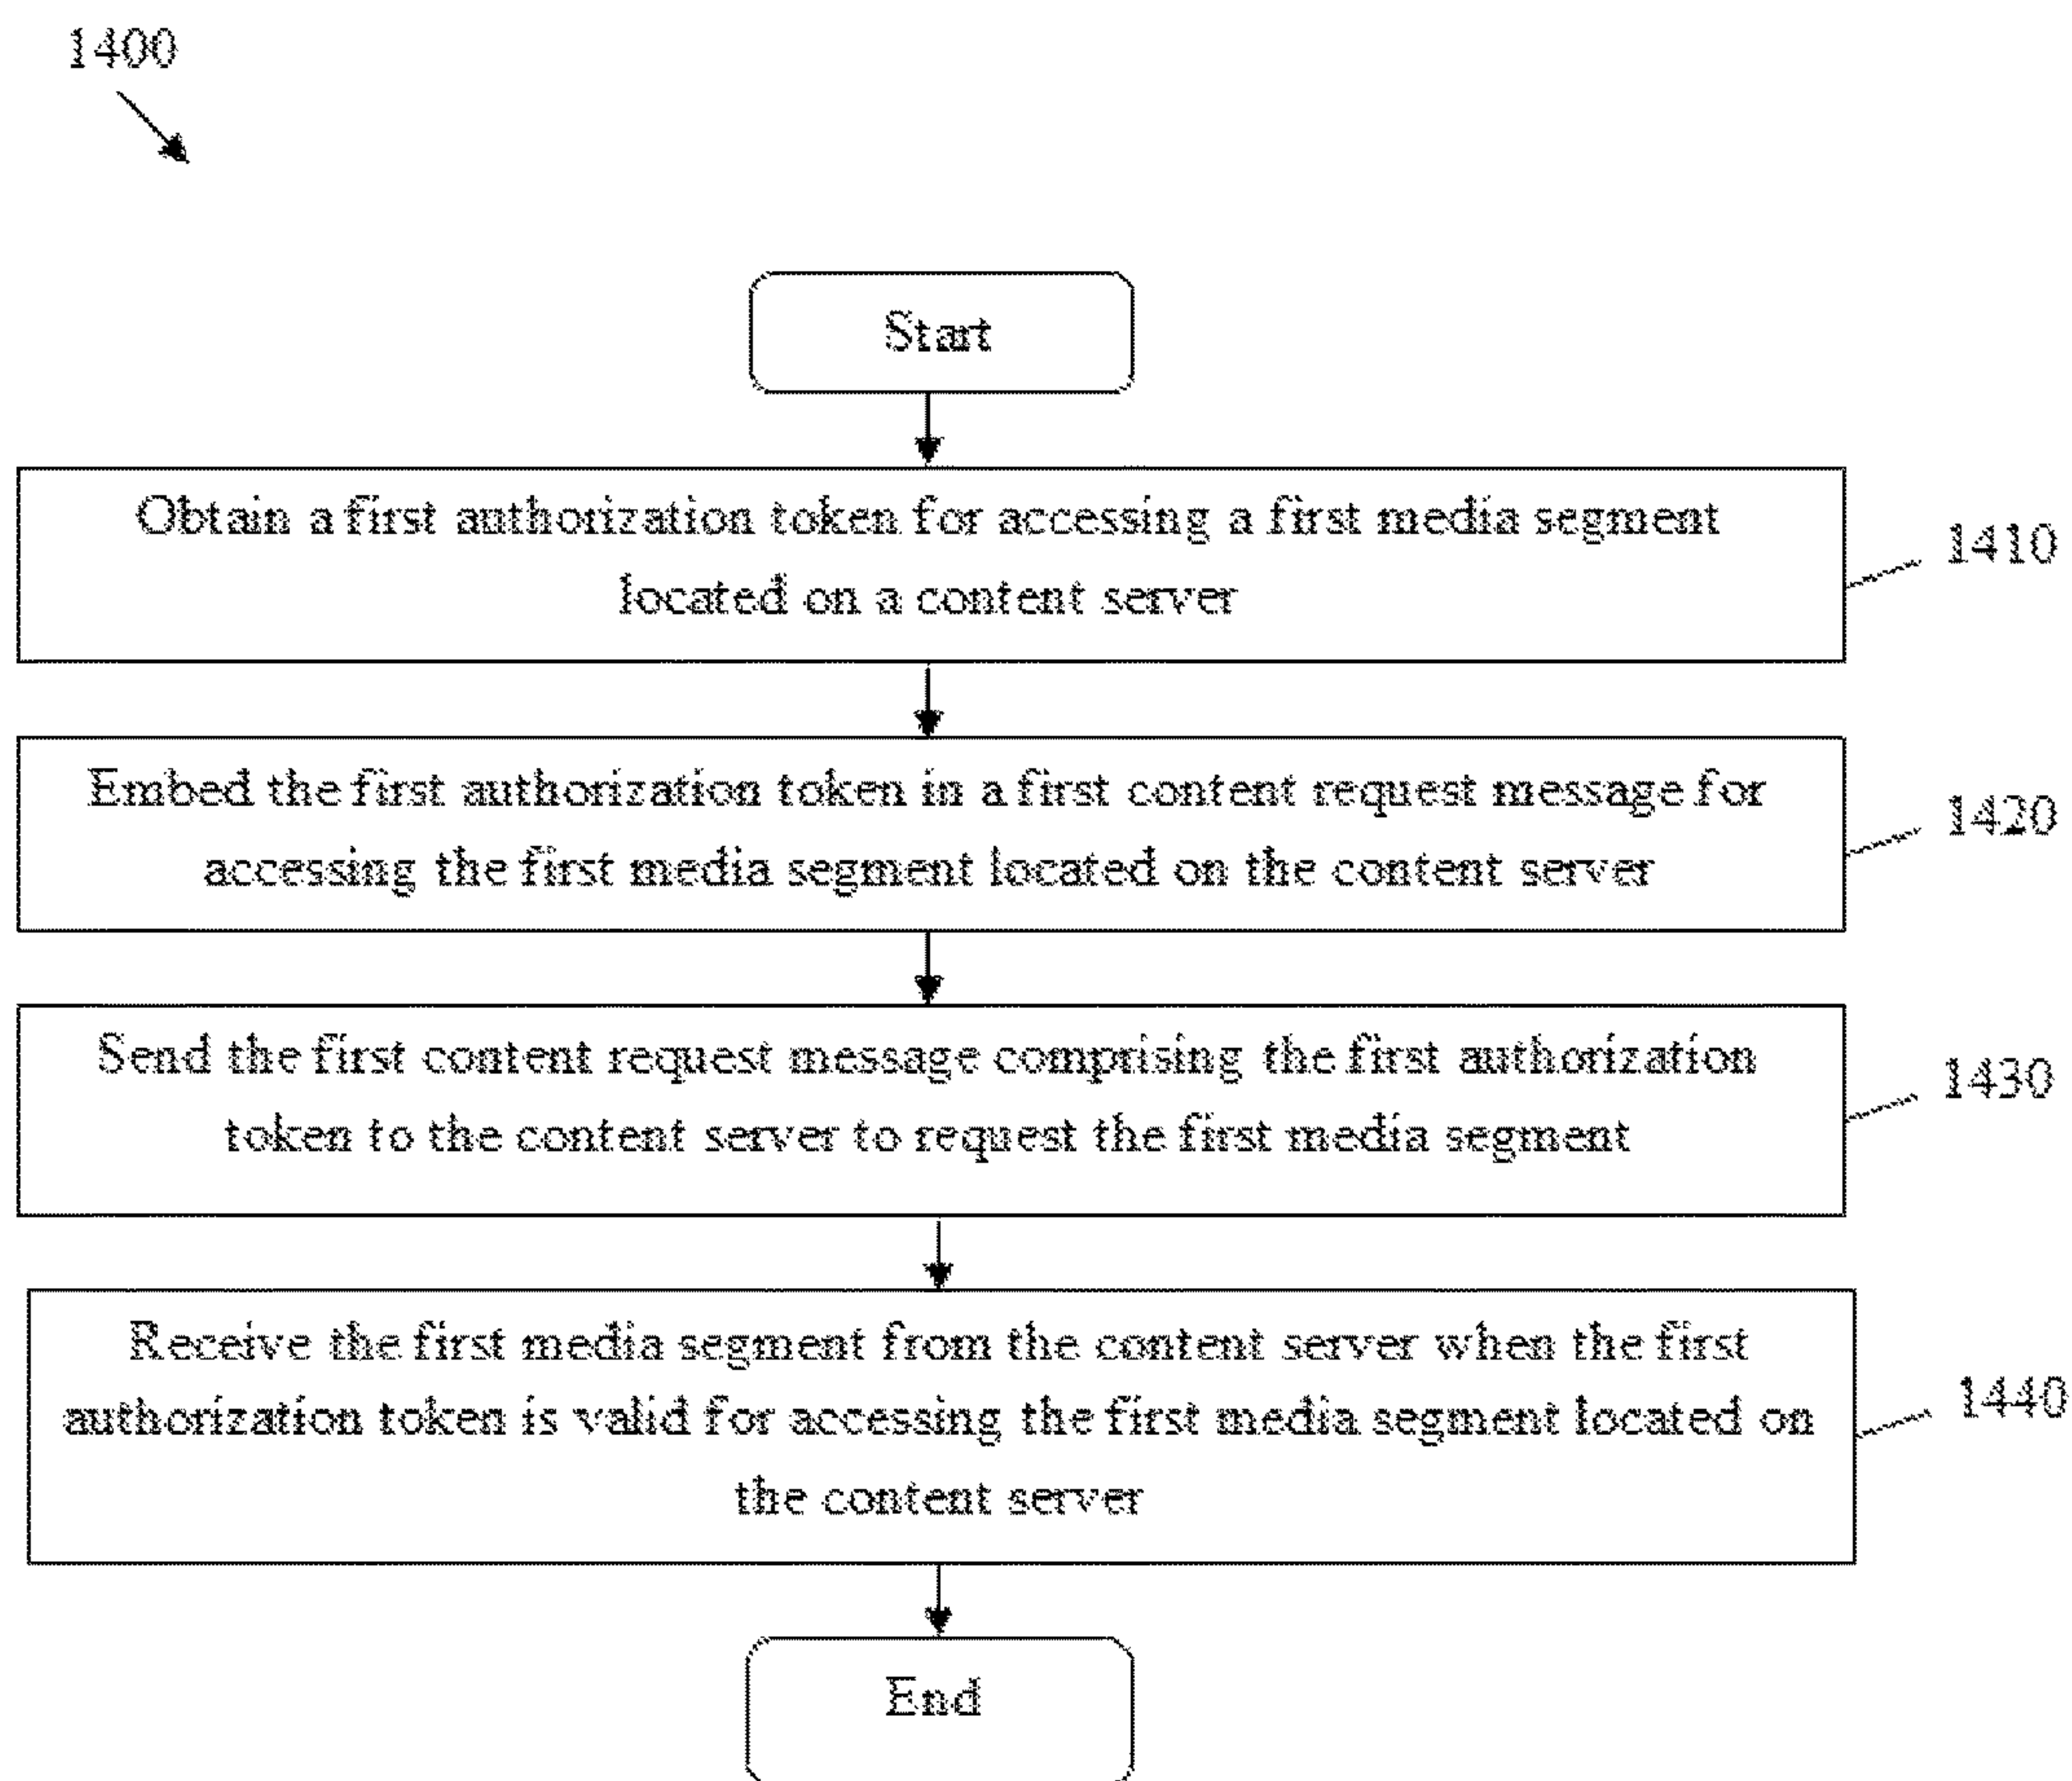 1400
Start
Obtain a first authorization token for accessing a first media segment
located on a content server
1410
Embed the first authorization token in a first content request message for
accessing the first media segment located on the content server
1420
Send the first content request message comprising the first authorization
token to the content server to request the first media segment
1430
Receive the first media segment from the content server when the first
authorization token is valid for accessing the first media segment located on
the content server
1440
End